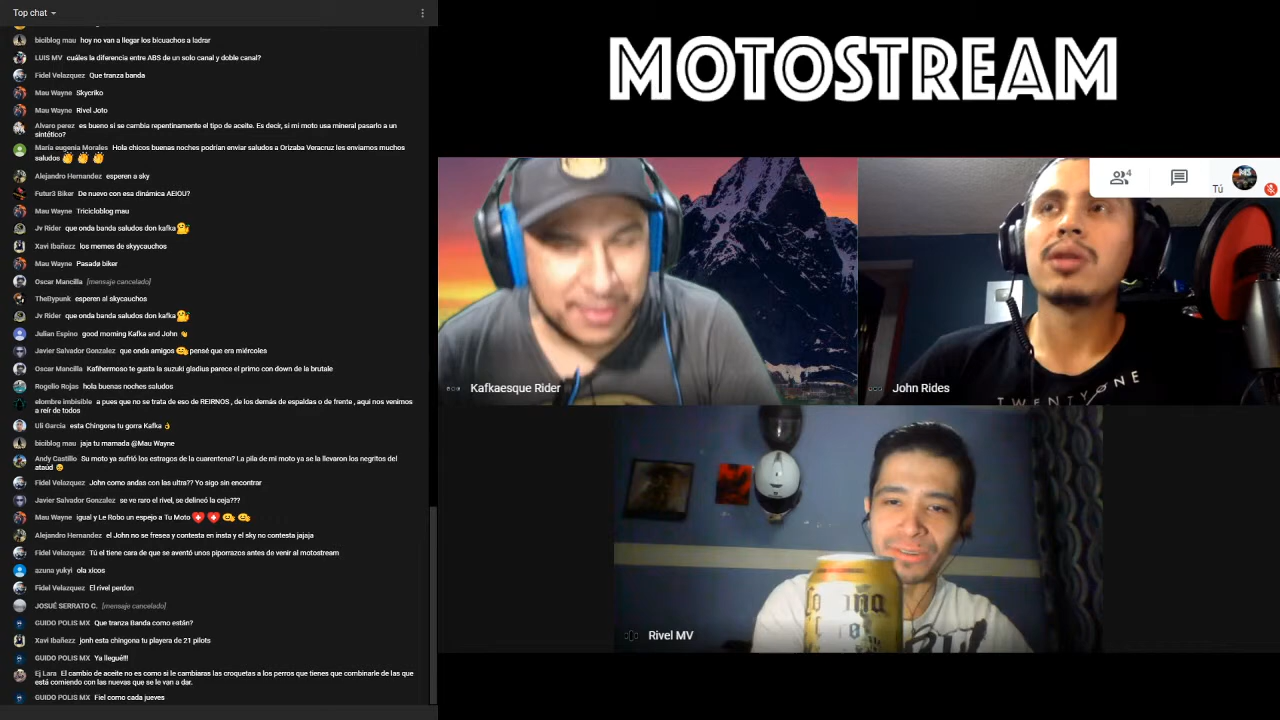 Top chat
MOTOSTREAM
biciblog mau hoy no van a llegar los bicuachos a ladrar
LUIS MV cuáles la diferencia entre ABS de un solo canal y doble canal?
Fidel Velazquez Que tranza banda
Mau Wayne Skycriko
Mau Wayne Rivel Joto
Alvaro perez es bueno si se cambia repentinamente el tipo de aceite. Es decir, si mi moto usa mineral pasarlo a un
sintético?
María eugenia Morales Hola chicos buenas noches podrían enviar saludos a Orizaba Veracruz les enviamos muchos
saludos 👏 👏 👏
Alejandro Hernandez esperen a sky
Futur3 Biker De nuevo con esa dinámica AEIOU?
Mau Wayne Tricicloblog mau
Jv Rider que onda banda saludos don kafka
Xavi Ibañezz los memes de skyycauchos
Mau Wayne Pasadø biker
Oscar Mancilla [mensaje cancelado]
TheBypunk esperen al skycauchos
Jv Rider que onda banda saludos don kafka
Julian Espino good morning Kafka and John
Javier Salvador Gonzalez que onda amigos pensé que era miércoles
Oscar Mancilla Kafihermoso te gusta la suzuki gladius parece el primo con down de la brutale
Rogelio Rojas hola buenas noches saludos
elombre imbisible a pues que no se trata de eso de REIRNOS , de los demás de espaldas o de frente , aqui nos venimos
a reír de todos
Uli Garcia esta Chingona tu gorra Kafka 👌
biciblog mau jaja tu mamada @Mau Wayne
Andy Castillo Su moto ya sufrió los estragos de la cuarentena? La pila de mi moto ya se la llevaron los negritos del
ataúd
Fidel Velazquez John como andas con las ultra?? Yo sigo sin encontrar
Javier Salvador Gonzalez se ve raro el rivel, se delineó la ceja???
Mau Wayne igual y Le Robo un espejo a Tu Moto
Alejandro Hernandez el John no se fresea y contesta en insta y el sky no contesta jajaja
Fidel Velazquez Tú el tiene cara de que se aventó unos piporrazos antes de venir al motostream
azuna yukyi ola xicos
Fidel Velazquez El rivel perdon
JOSUÉ SERRATO C. [mensaje cancelado]
GUIDO POLIS MX Que tranza Banda como están?
Xavi Ibañezz jonh esta chingona tu playera de 21 pilots
GUIDO POLIS MX Ya llegué!!!
Ej Lara El cambio de aceite no es como si le cambiaras las croquetas a los perros que tienes que combinarle de las que
está comiendo con las nuevas que se le van a dar.
GUIDO POLIS MX Fiel como cada jueves
4
Tú
Kafkaesque Rider
John Rides
TWENTY ONE
Corona
Rivel MV